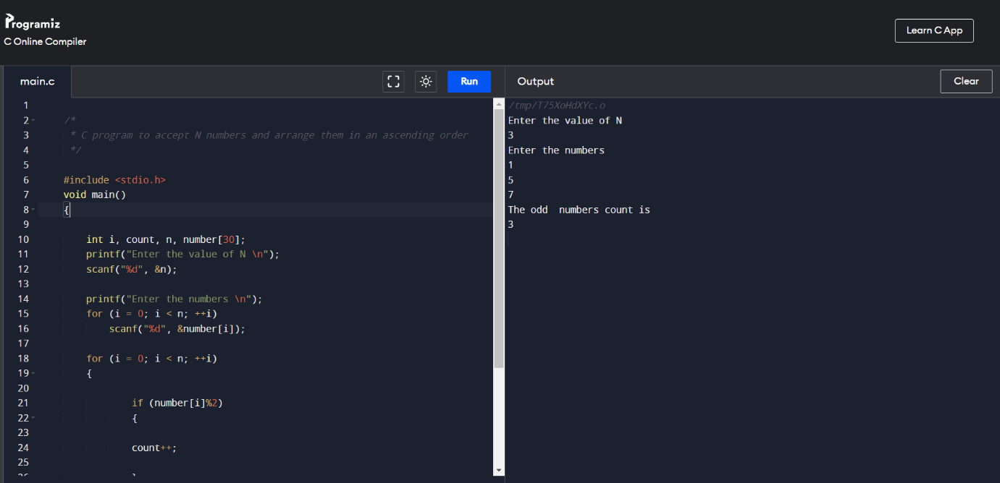 Programiz
C Online Compiler
Learn C App
main.c
Run
1
2 /*
3 * C program to accept N numbers and arrange them in an ascending order
4 */
5
6 #include <stdio.h>
7 void main()
8 {
9
10 int i, count, n, number[30];
11 printf("Enter the value of N \n");
12 scanf("%d", &n);
13
14 printf("Enter the numbers \n");
15 for (i = 0; i < n; ++i)
16 scanf("%d", &number[i]);
17
18 for (i = 0; i < n; ++i)
19 {
20
21 if (number[i]%2)
22 {
23
24 count++;
25
Output
Clear
/tmp/T75XoHdXYc.o
Enter the value of N
3
Enter the numbers
1
5
7
The odd  numbers count is
3